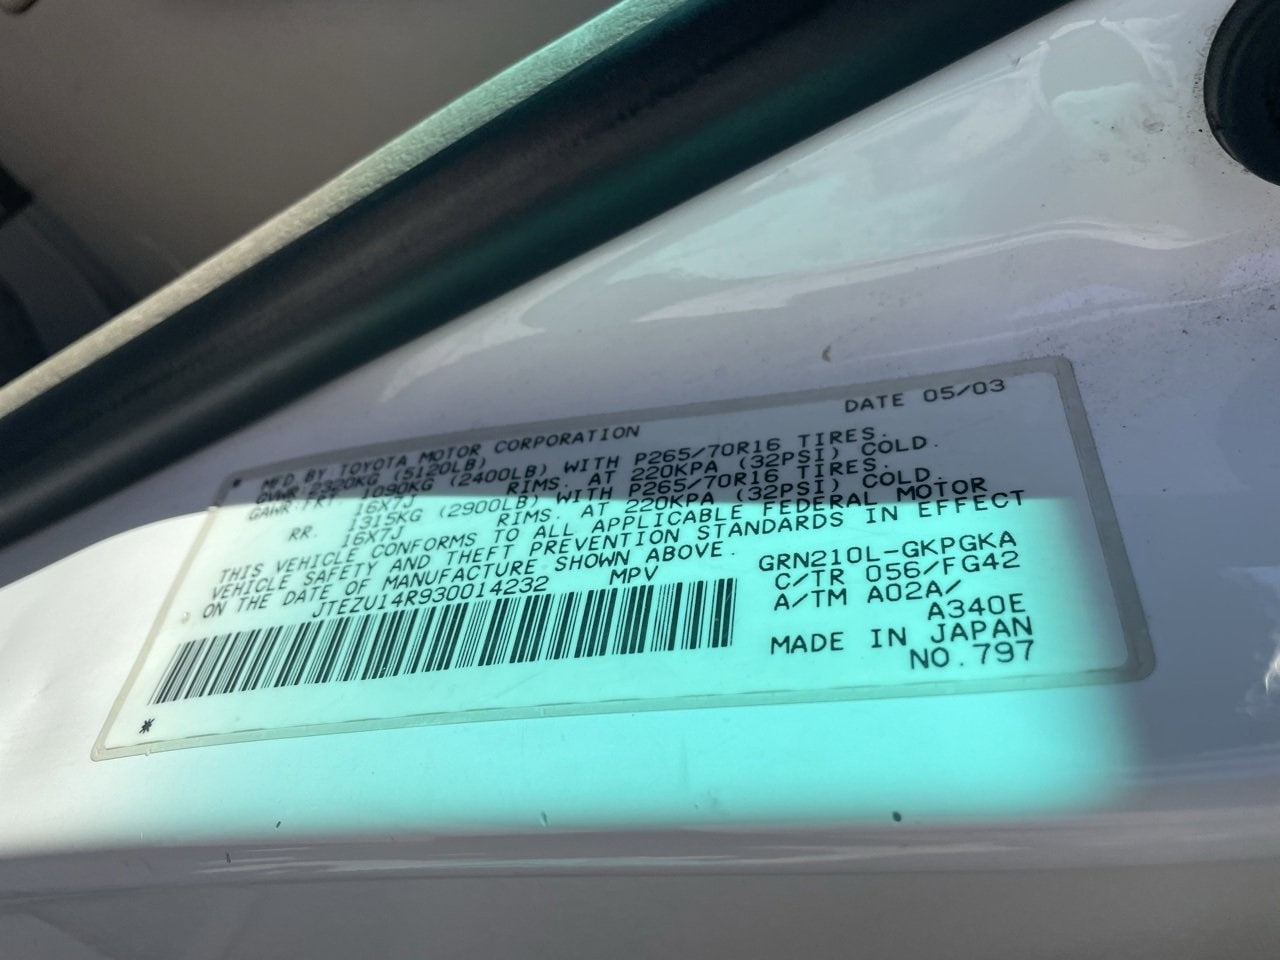 DATE 05/03
* MFD.BY:TOYOTA MOTOR CORPORATION
GVWR:2320KG (5120LB)
GAWR:FRT 1090KG (2400LB) WITH P265/70R16 TIRES.
16X7J RIMS. AT 220KPA (32PSI) COLD.
RR. 1315KG (2900LB) WITH P265/70R16 TIRES.
16X7J RIMS. AT 220KPA (32PSI) COLD.
THIS VEHICLE CONFORMS TO ALL APPLICABLE FEDERAL MOTOR
VEHICLE SAFETY AND THEFT PREVENTION STANDARDS IN EFFECT
ON THE DATE OF MANUFACTURE SHOWN ABOVE.
JTEZU14R930014232 MPV
GRN210L-GKPGKA
C/TR 056/FG42
A/TM A02A/
A340E
MADE IN JAPAN
NO.797
*